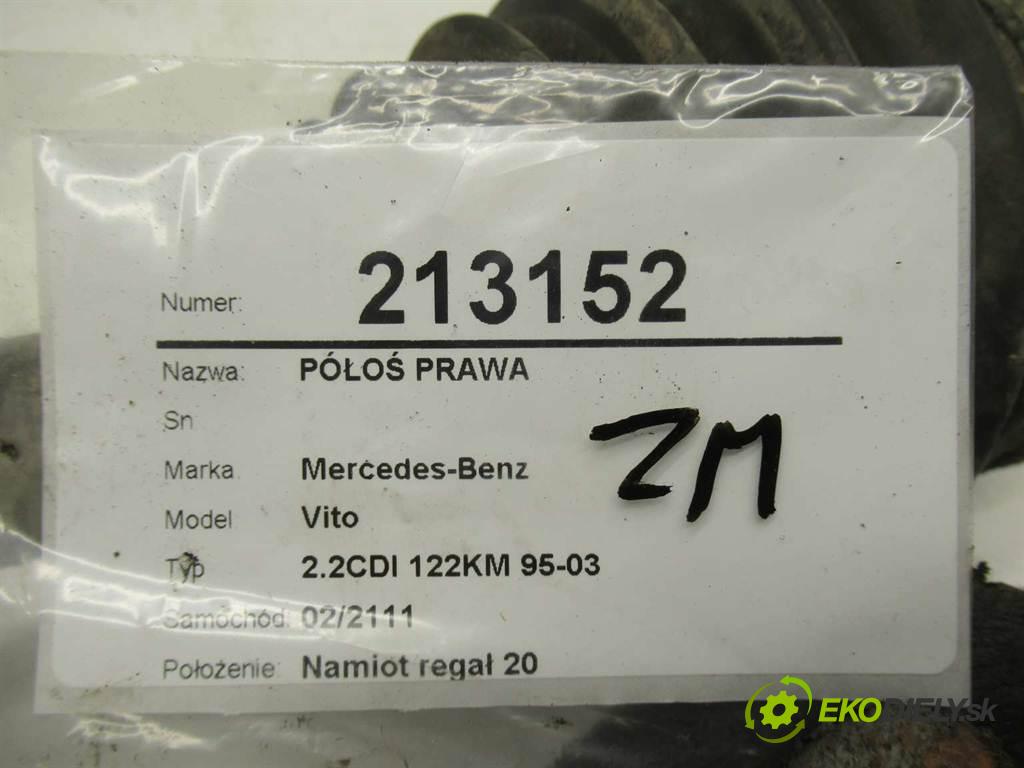 Numer: 213152
Nazwa: PÓŁOŚ PRAWA
Sn
Marka Mercedes-Benz
Model Vito
Typ 2.2CDI 122KM 95-03
Samochód: 02/2111
Położenie: Namiot regał 20
ZM
EKODIELY.sk